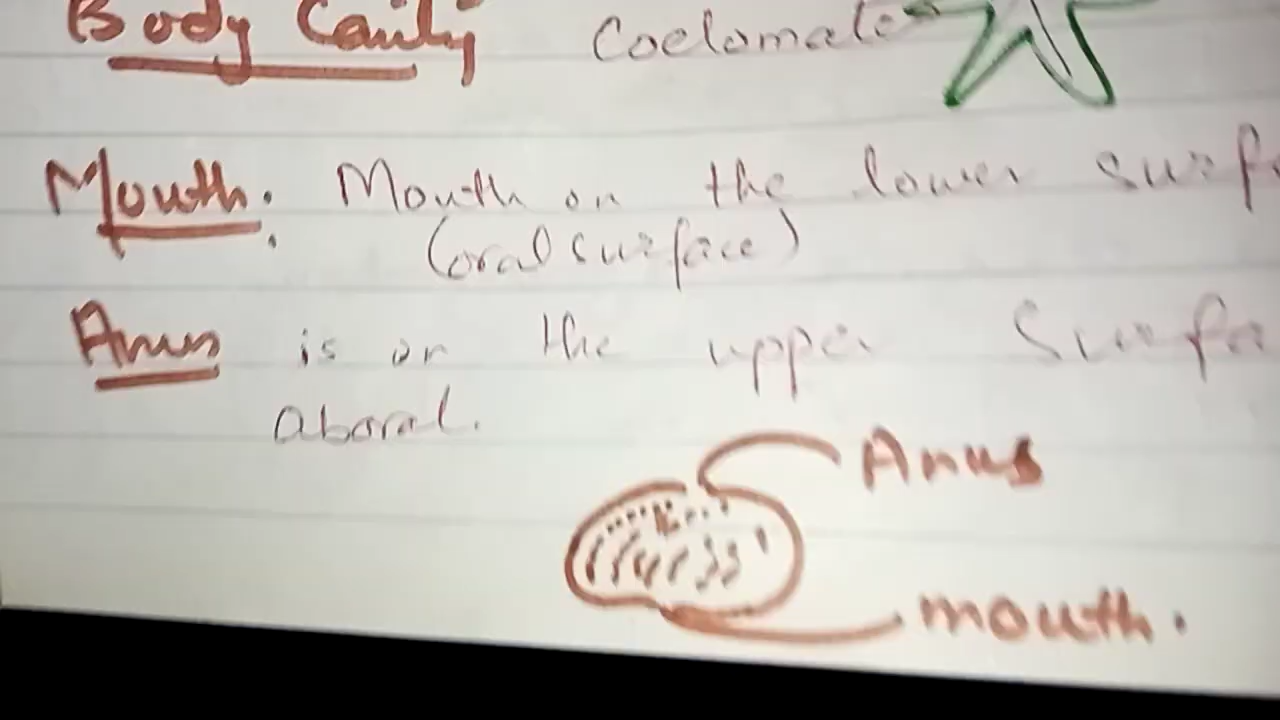 Body Cavity Coelomate
Mouth: Mouth on the lower surf
(oral surface)
Anus is on the upper Surfa
aboral.
Anus
mouth.